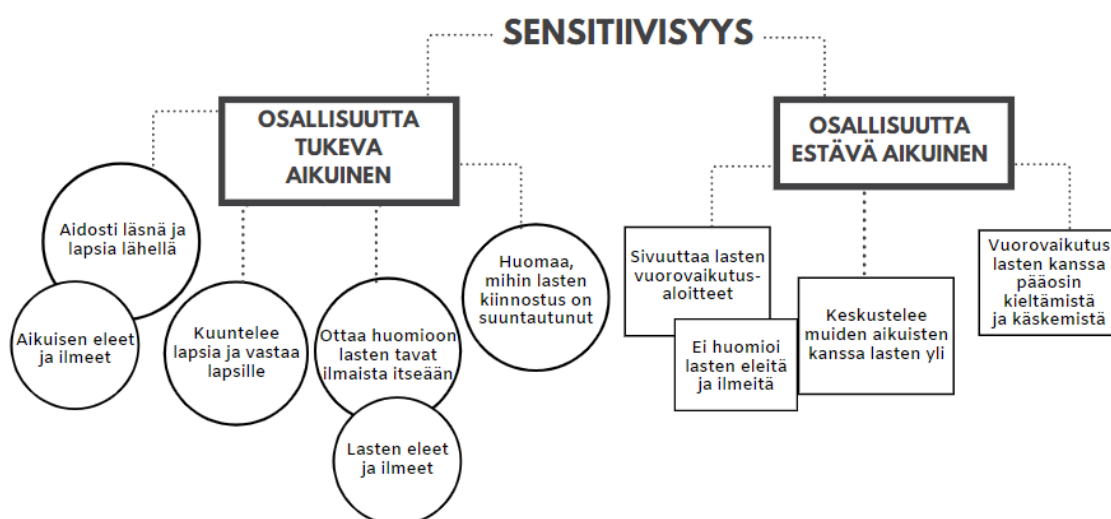 SENSITIIVISYYS
OSALLISUUTTA
TUKEVA
AIKUINEN
Aidosti läsnä ja
lapsia lähellä
Aikuisen eleet
ja ilmeet
Kuuntelee
lapsia ja vastaa
lapsille
Ottaa huomioon
lasten tavat
ilmaista itseään
Lasten eleet
ja ilmeet
Huomaa,
mihin lasten
kiinnostus on
suuntautunut
OSALLISUUTTA
ESTÄVÄ AIKUINEN
Sivuuttaa lasten
vuorovaikutus-
aloitteet
Ei huomioi
lasten eleitä
ja ilmeitä
Keskustelee
muiden aikuisten
kanssa lasten yli
Vuorovaikutus
lasten kanssa
pääosin
kieltämistä
ja käskemistä